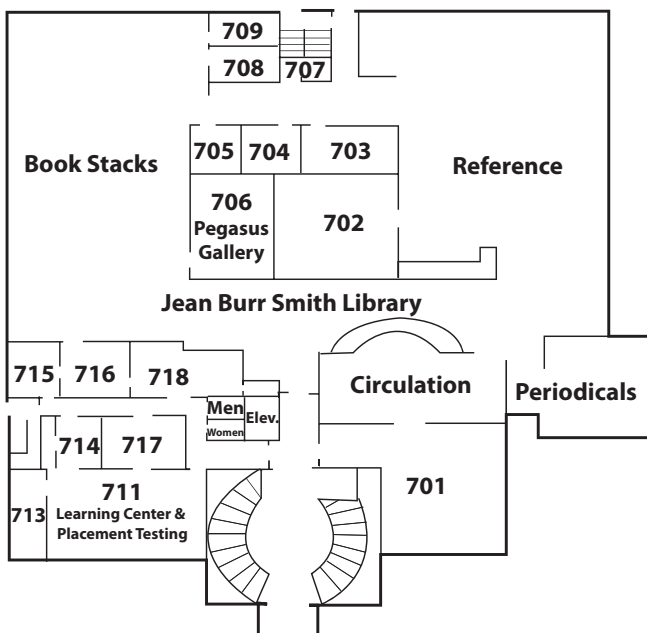 709
708
707
705
704
703
Book Stacks
Reference
706
Pegasus
Gallery
702
Jean Burr Smith Library
715
716
718
Circulation
Periodicals
Men
Women
Elev.
714
717
701
711
Learning Center &
Placement Testing
713